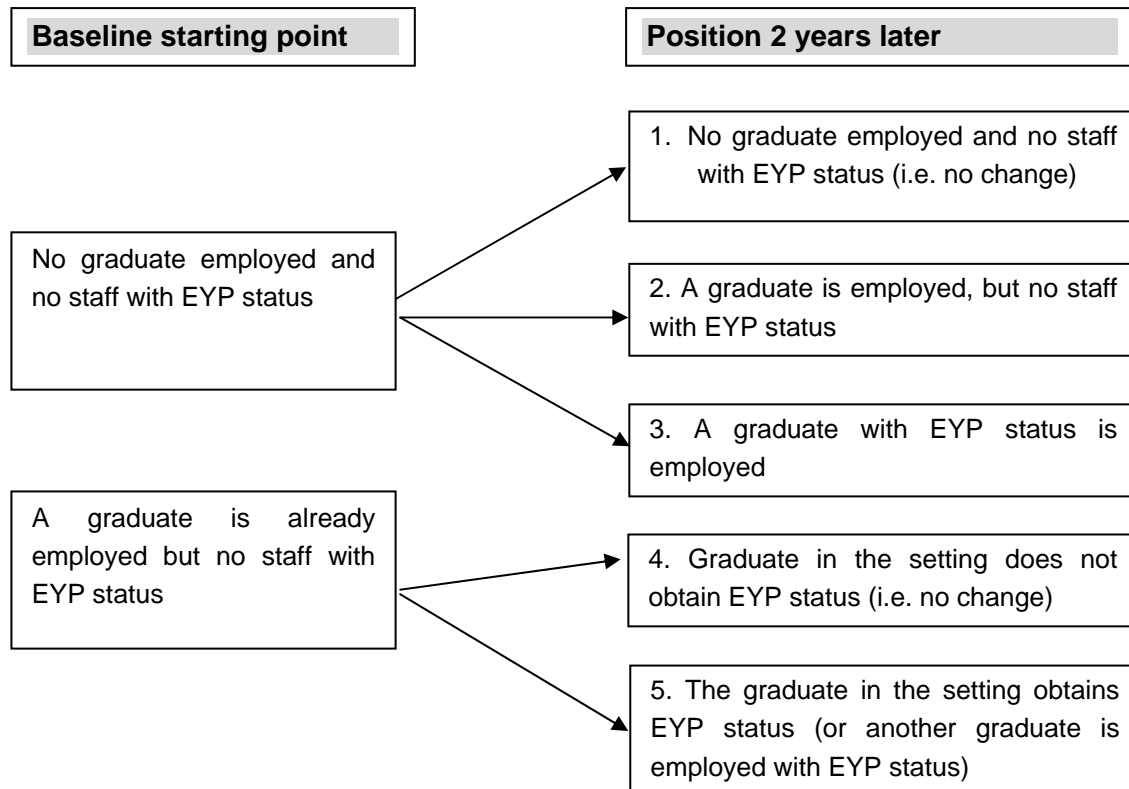 Baseline starting point
Position 2 years later
1. No graduate employed and no staff
with EYP status (i.e. no change)
No graduate employed and
no staff with EYP status
2. A graduate is employed, but no staff
with EYP status
3. A graduate with EYP status is
employed
A graduate is already
employed but no staff with
EYP status
4. Graduate in the setting does not
obtain EYP status (i.e. no change)
5. The graduate in the setting obtains
EYP status (or another graduate is
employed with EYP status)